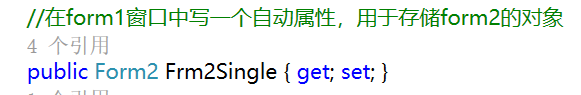 //在form1窗口中写一个自动属性，用于存储form2的对象
4 个引用
public Form2 Frm2Single { get; set; }